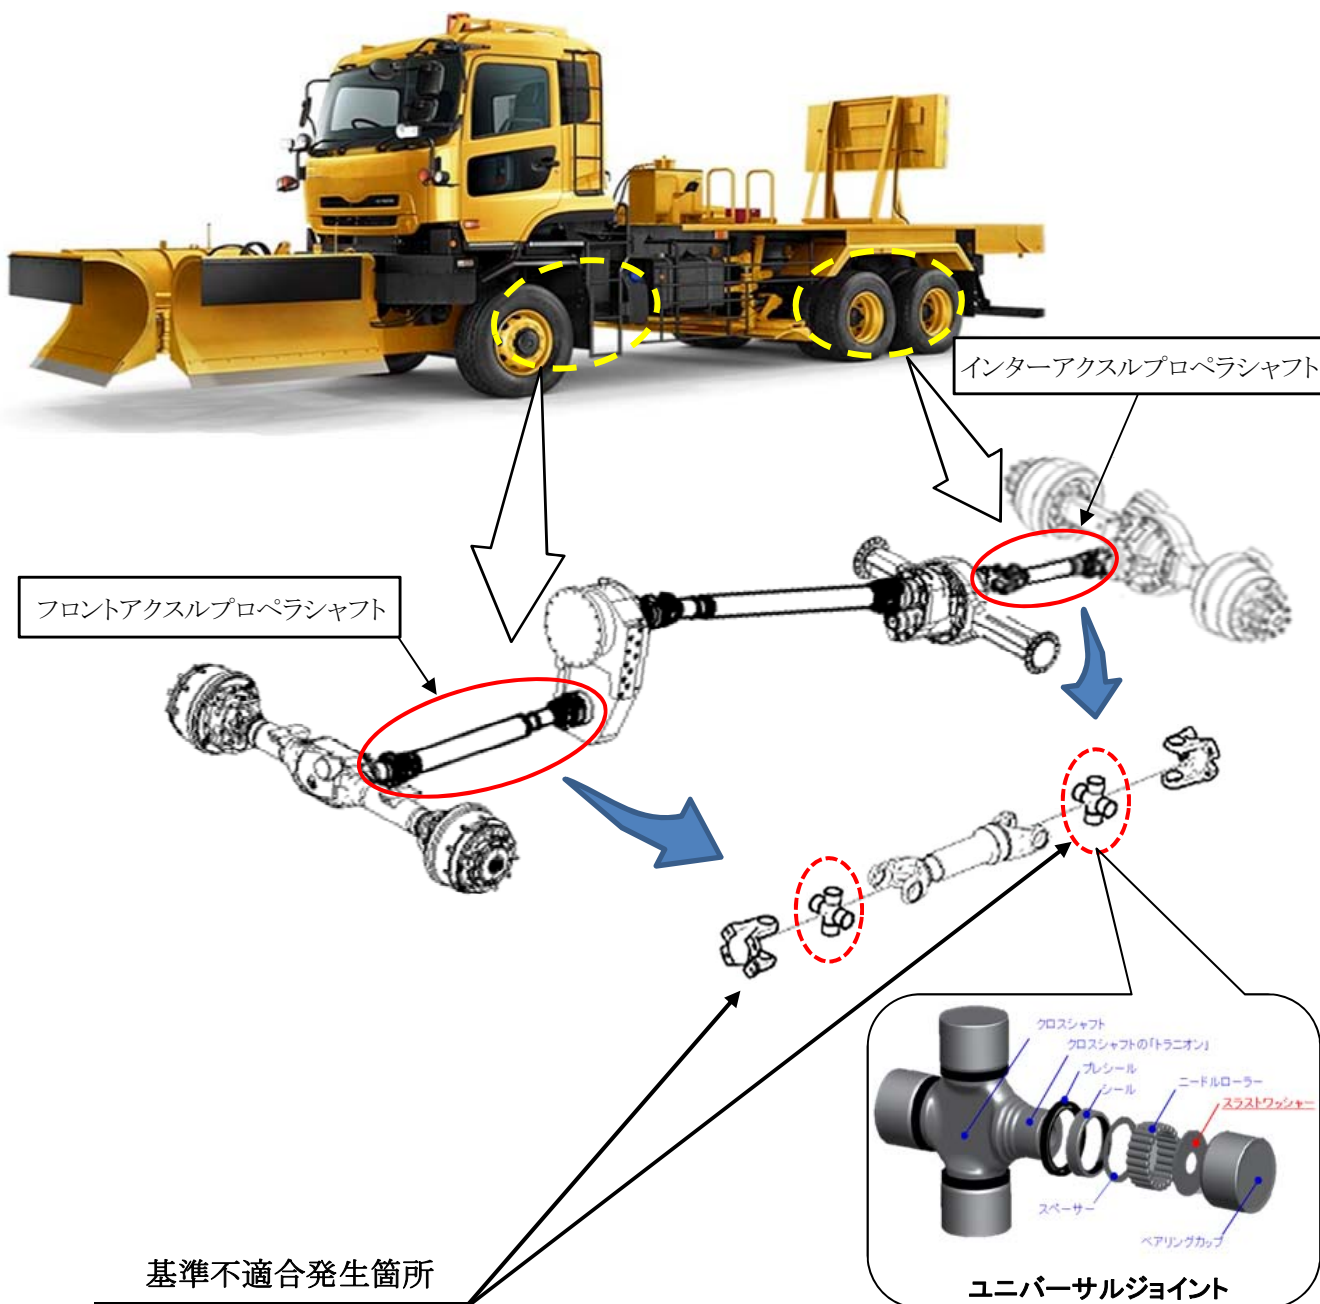 インターアクスルプロペラシャフト
フロントアクスルプロペラシャフト
クロスシャフト
クロスシャフトの「トラニオン」
プレシール
シール
ニードルローラー
スラストワッシャー
スペーサー
ベアリングカップ
ユニバーサルジョイント
基準不適合発生箇所